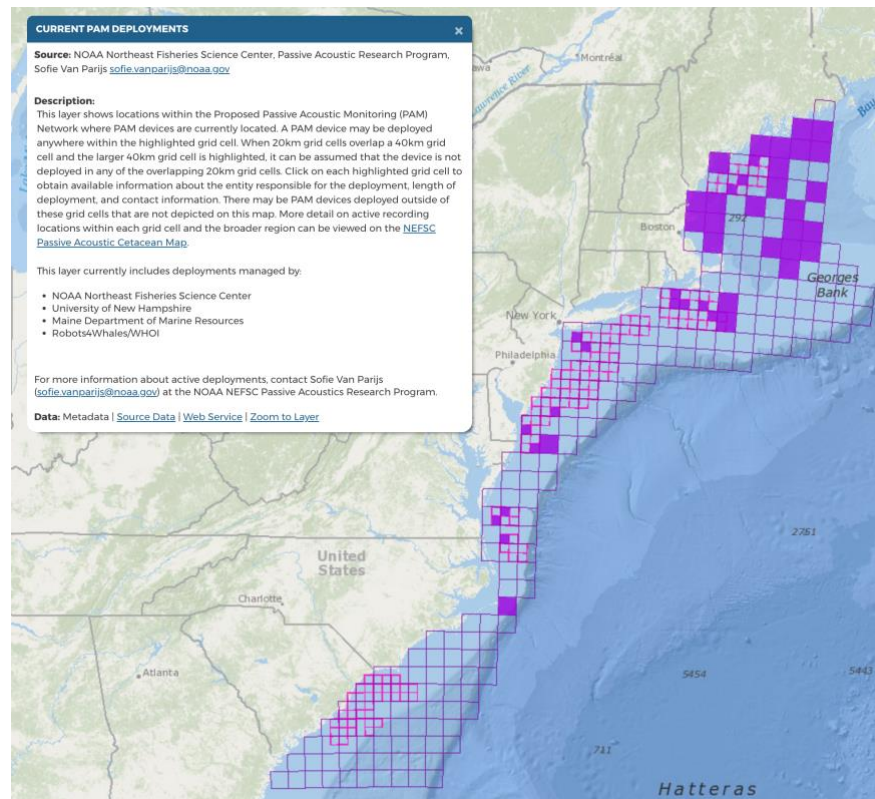 CURRENT PAM DEPLOYMENTS
×
Source: NOAA Northeast Fisheries Science Center, Passive Acoustic Research Program,
Sofie Van Parijs sofie.vanparijs@noaa.gov
Description:
This layer shows locations within the Proposed Passive Acoustic Monitoring (PAM)
Network where PAM devices are currently located. A PAM device may be deployed
anywhere within the highlighted grid cell. When 20km grid cells overlap a 40km grid
cell and the larger 40km grid cell is highlighted, it can be assumed that the device is not
deployed in any of the overlapping 20km grid cells. Click on each highlighted grid cell to
obtain available information about the entity responsible for the deployment, length of
deployment, and contact information. There may be PAM devices deployed outside of
these grid cells that are not depicted on this map. More detail on active recording
locations within each grid cell and the broader region can be viewed on the NEFSC
Passive Acoustic Cetacean Map.
This layer currently includes deployments managed by:
• NOAA Northeast Fisheries Science Center
• University of New Hampshire
• Maine Department of Marine Resources
• Robots4Whales/WHOI
For more information about active deployments, contact Sofie Van Parijs
(sofie.vanparijs@noaa.gov) at the NOAA NEFSC Passive Acoustics Research Program.
Data: Metadata | Source Data | Web Service | Zoom to Layer
Montréal
Boston
292
Georges
Bank
New York
Philadelphia
2761
United
States
Charlotte
Atlanta
5454
5443
711
Hatteras